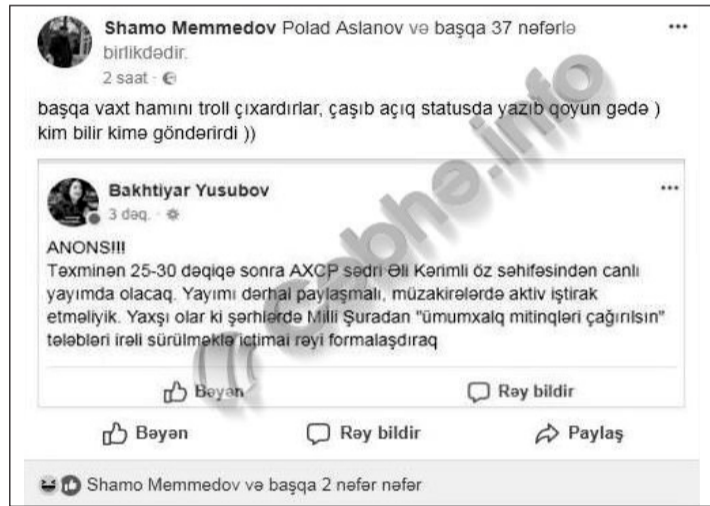 Shamo Memmedov Polad Aslanov və başqa 37 nəfərlə
birlikdədir.
2 saat ·
başqa vaxt hamını troll çıxardırlar, çaşıb açıq statusda yazıb qoyun gədə )
kim bilir kimə göndərirdi ))
Bakhtiyar Yusubov
3 dəq. ·
ANONS!!!
Təxminən 25-30 dəqiqə sonra AXCP sədri Əli Kərimli öz səhifəsindən canlı
yayımda olacaq. Yayımı dərhal paylaşmalı, müzakirələrdə aktiv iştirak
etməliyik. Yaxşı olar ki şərhlərdə Milli Şuradan "ümumxalq mitinqləri çağırılsın"
tələbləri irəli sürülməklə ictimai rəyi formalaşdıraq
Bəyən Rəy bildir
Bəyən Rəy bildir Paylaş
Shamo Memmedov və başqa 2 nəfər nəfər
Cəbhə.info